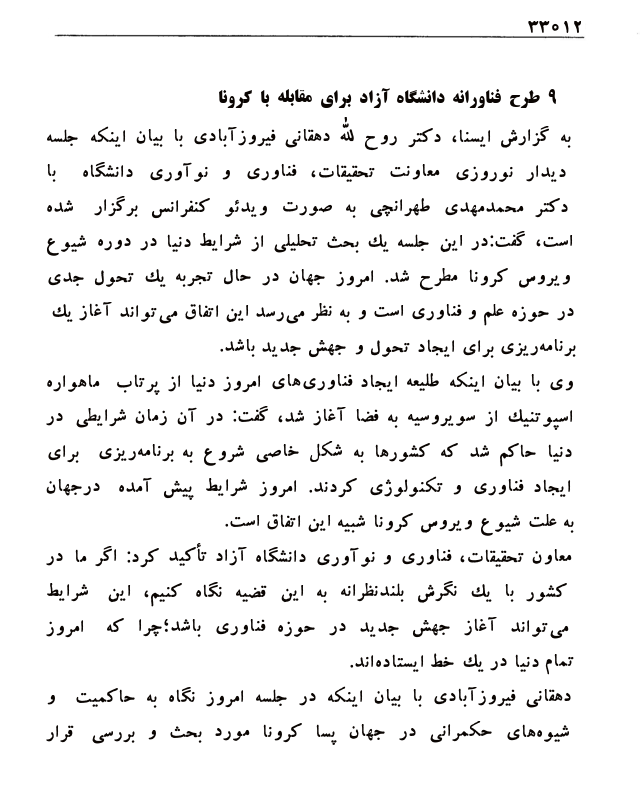 ۳۳۰۱۲
۹ طرح فناورانه دانشگاه آزاد برای مقابله با کرونا
به گزارش ایسنا، دکتر روح الله دهقانی فیروزآبادی با بیان اینکه جلسه
دیدار نوروزی معاونت تحقیقات، فناوری و نوآوری دانشگاه با
دکتر محمدمهدی طهرانچی به صورت ویدئو کنفرانس برگزار شده
است، گفت:در این جلسه یك بحث تحلیلی از شرایط دنیا در دوره شیوع
ویروس کرونا مطرح شد. امروز جهان در حال تجربه یك تحول جدی
در حوزه علم و فناوری است و به نظر می‌رسد این اتفاق می‌تواند آغاز یك
برنامه‌ریزی برای ایجاد تحول و جهش جدید باشد.
وی با بیان اینکه طلیعه ایجاد فناوری‌های امروز دنیا از پرتاب ماهواره
اسپوتنیك از سویروسیه به فضا آغاز شد، گفت: در آن زمان شرایطی در
دنیا حاکم شد که کشورها به شکل خاصی شروع به برنامه‌ریزی برای
ایجاد فناوری و تکنولوژی کردند. امروز شرایط پیش آمده درجهان
به علت شیوع ویروس کرونا شبیه این اتفاق است.
معاون تحقیقات، فناوری و نوآوری دانشگاه آزاد تأکید کرد: اگر ما در
کشور با یك نگرش بلندنظرانه به این قضیه نگاه کنیم، این شرایط
می‌تواند آغاز جهش جدید در حوزه فناوری باشد؛چرا که امروز
تمام دنیا در یك خط ایستاده‌اند.
دهقانی فیروزآبادی با بیان اینکه در جلسه امروز نگاه به حاکمیت و
شیوه‌های حکمرانی در جهان پسا کرونا مورد بحث و بررسی قرار